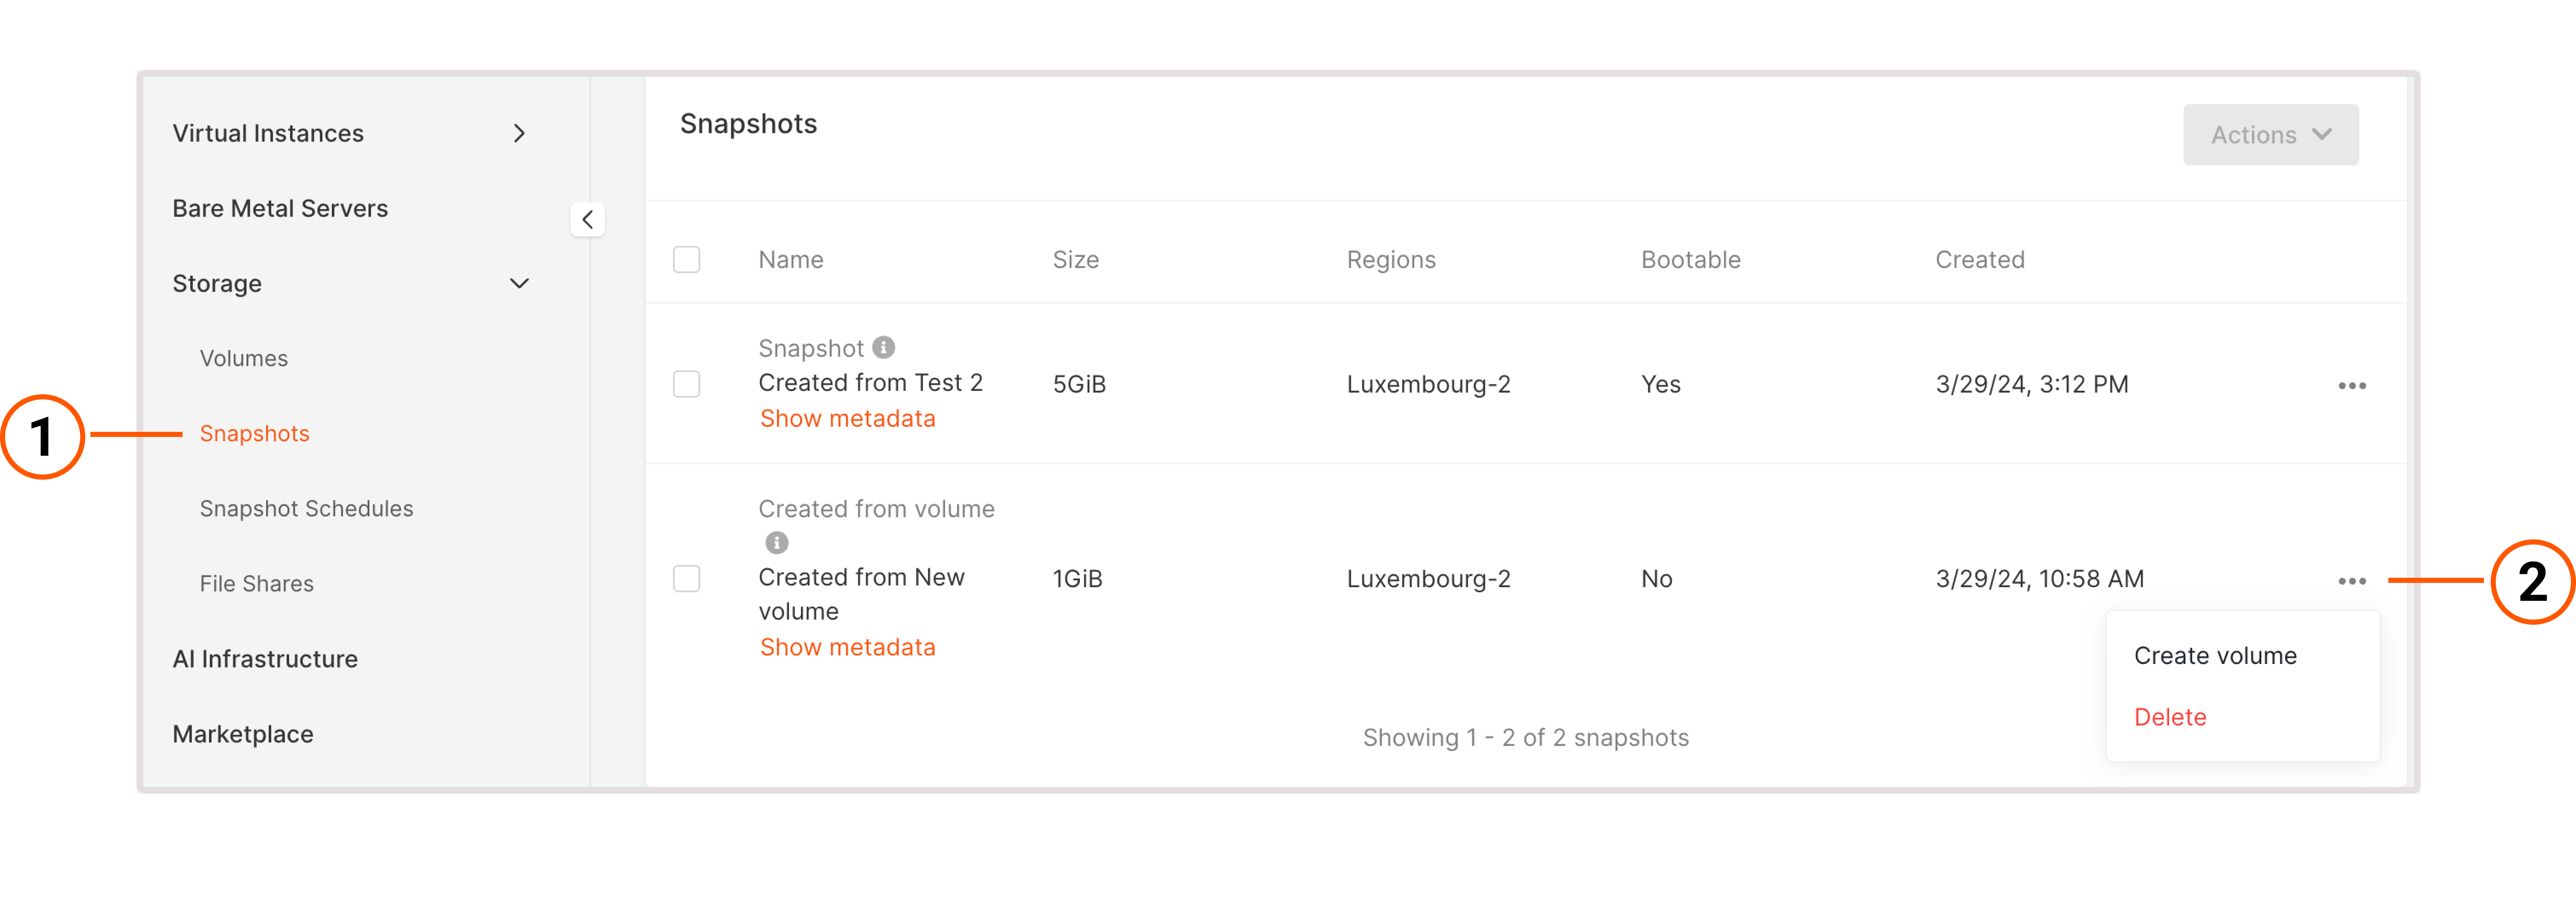 Virtual Instances
Bare Metal Servers
Storage
Volumes
1
Snapshots
Snapshot Schedules
File Shares
AI Infrastructure
Marketplace
Snapshots
Actions
Name Size Regions Bootable Created
Snapshot
Created from Test 2 5GiB Luxembourg-2 Yes 3/29/24, 3:12 PM
Show metadata
Created from volume
Created from New 1GiB Luxembourg-2 No 3/29/24, 10:58 AM
volume
Show metadata
2
Create volume
Delete
Showing 1 - 2 of 2 snapshots